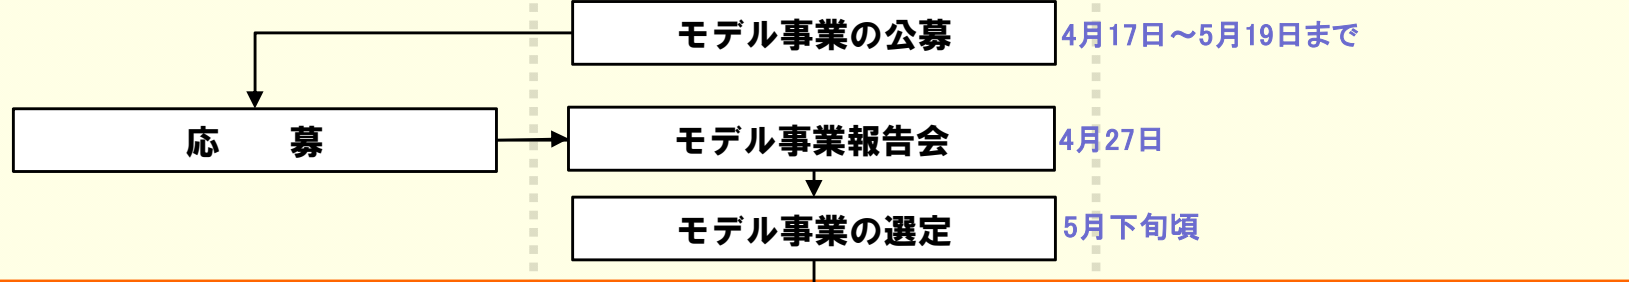 モデル事業の公募
4月17日～5月19日まで
応　　募
モデル事業報告会
4月27日
モデル事業の選定
5月下旬頃